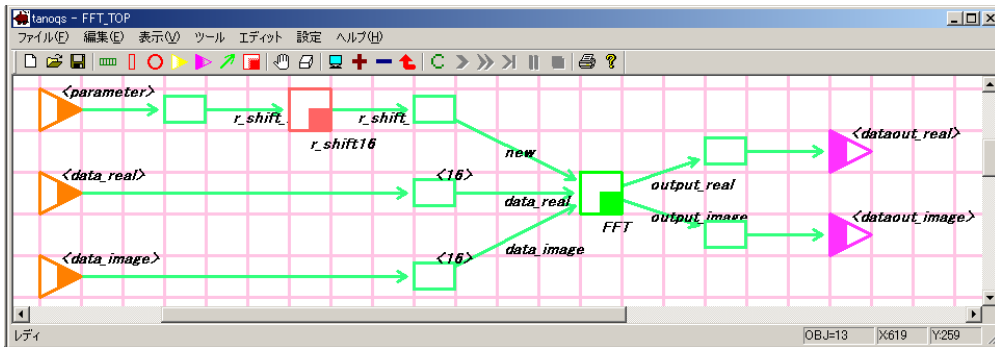 tanoqs - FFT_TOP
ファイル(F) 編集(E) 表示(V) ツール エディット 設定 ヘルプ(H)
<parameter>
r_shift_
r_shift_
r_shift16
new
<dataout_real>
<data_real>
<16>
data_real
output_real
FFT
output_image
<dataout_image>
<data_image>
<16>
data_image
レディ
OBJ=13 X:619 Y:259